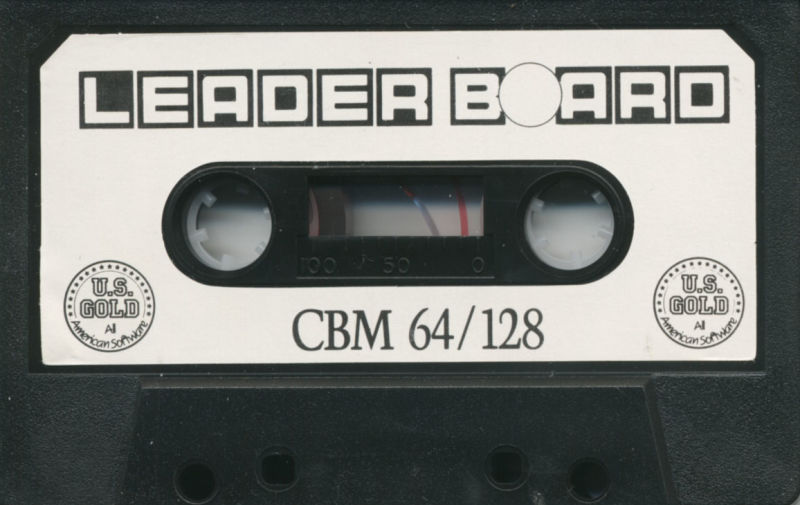 LEADER BOARD
100 50 0
U.S.
GOLD
All
American Software
U.S.
GOLD
All
American Software
CBM 64/128